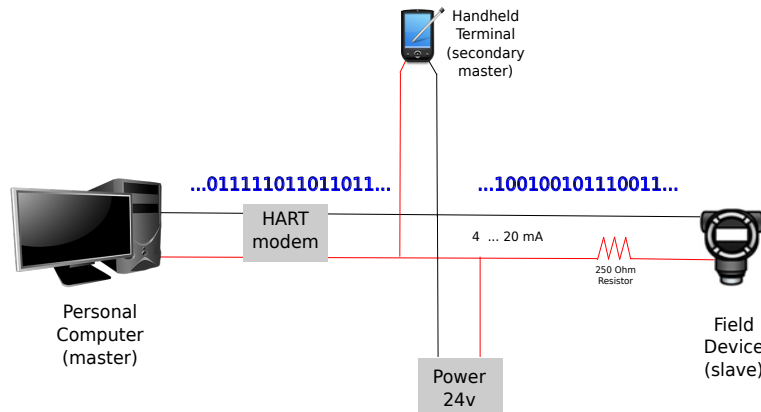 Handheld
Terminal
(secondary
master)
...011111011011011...
...100100101110011...
HART
modem
4 ... 20 mA
250 Ohm
Resistor
Personal
Computer
(master)
Field
Device
(slave)
Power
24v